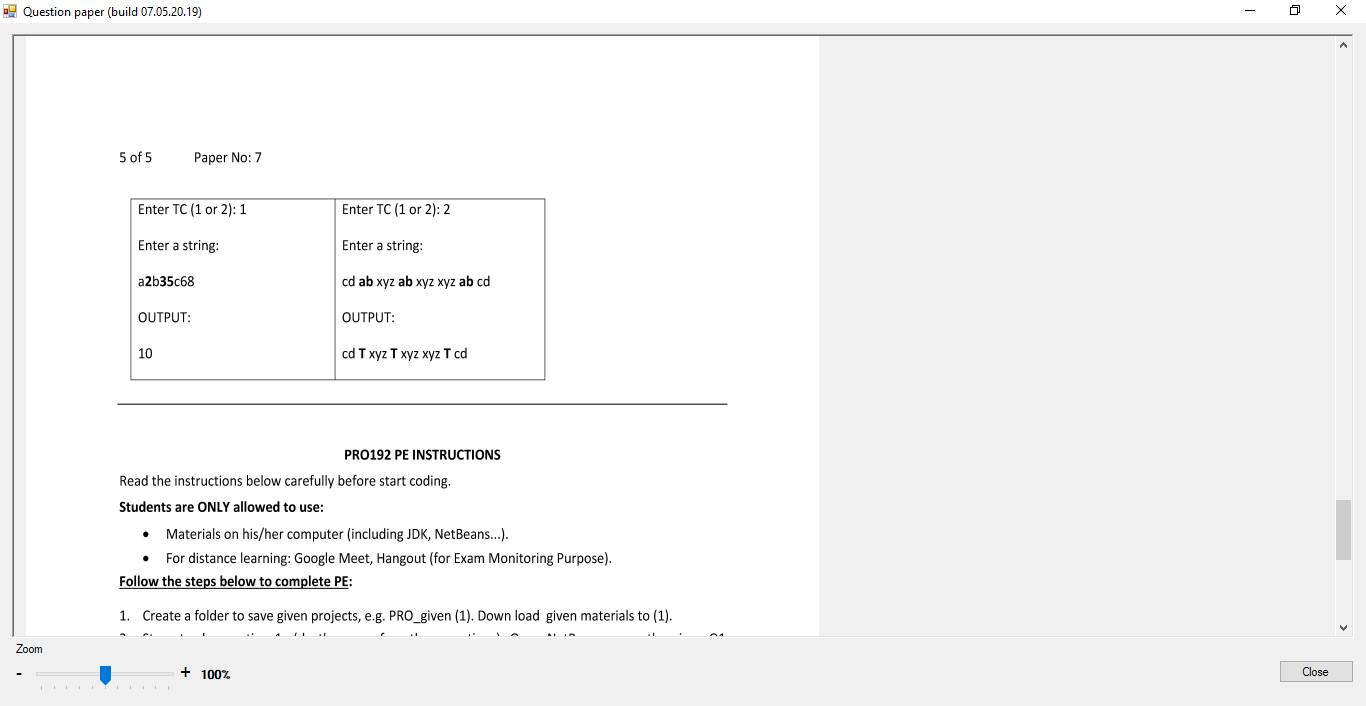 Question paper (build 07.05.20.19)
5 of 5 Paper No: 7
Enter TC (1 or 2): 1
Enter a string:
a2b35c68
OUTPUT:
10
Enter TC (1 or 2): 2
Enter a string:
cd ab xyz ab xyz xyz ab cd
OUTPUT:
cd T xyz T xyz xyz T cd
PRO192 PE INSTRUCTIONS
Read the instructions below carefully before start coding.
Students are ONLY allowed to use:
• Materials on his/her computer (including JDK, NetBeans...).
• For distance learning: Google Meet, Hangout (for Exam Monitoring Purpose).
Follow the steps below to complete PE:
1. Create a folder to save given projects, e.g. PRO_given (1). Down load given materials to (1).
Zoom
- + 100%
Close